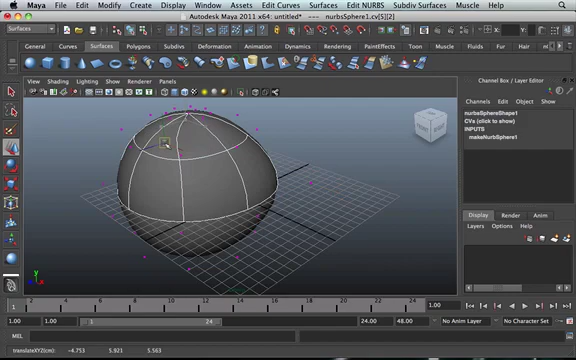 Maya File Edit Modify Create Display Window Assets Edit Curves Surfaces Edit NURBS Subdiv Surfaces Muscle Help
Autodesk Maya 2011 x64: untitled* --- nurbsSphere1.cv[5][2]
Surfaces X: Y:
General Curves Surfaces Polygons Subdivs Deformation Animation Dynamics Rendering PaintEffects Toon Muscle Fluids Fur Hair
View Shading Lighting Show Renderer Panels
Channel Box / Layer Editor
Channels Edit Object Show
nurbsSphereShape1
CVs (click to show)
INPUTS
makeNurbSphere1
FRONT RIGHT
Display Render Anim
Layers Options Help
y
x
2 4 6 8 10 12 14 16 18 20 22 24 1.00
1.00 1.00 1 24 24.00 48.00 No Anim Layer No Character Set
MEL
translateXYZ(cm): -4.753 5.921 5.563